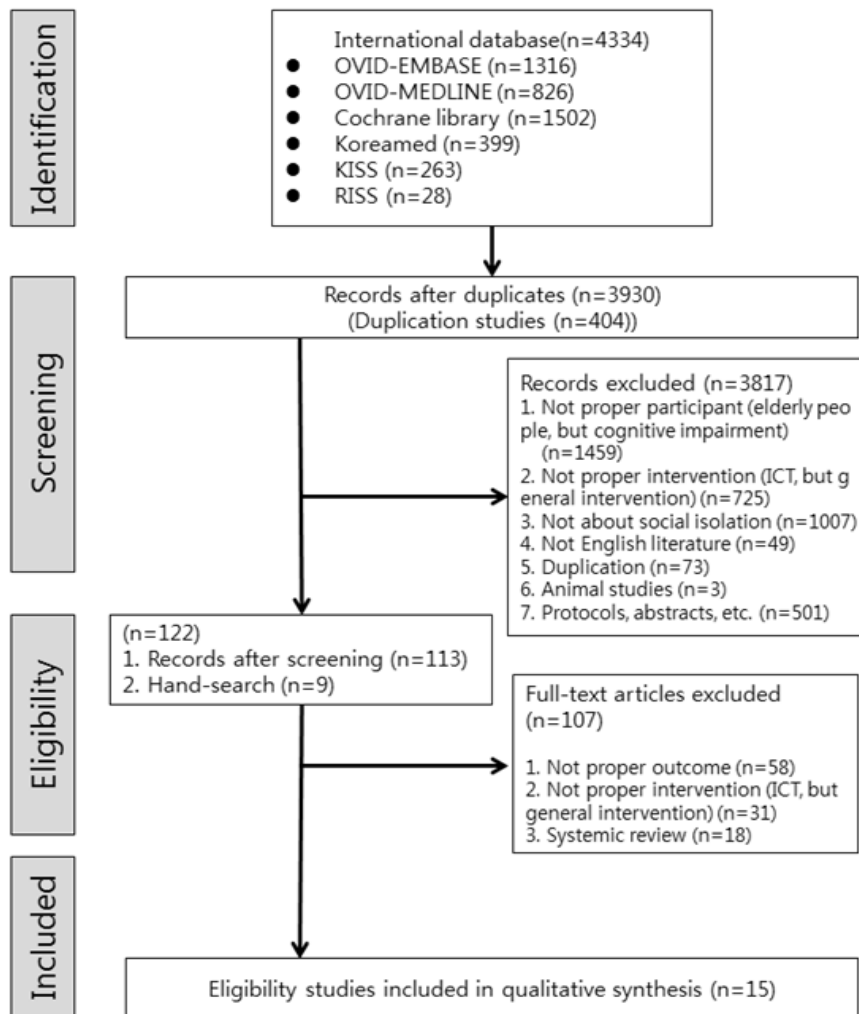 Identification
International database(n=4334)
● OVID-EMBASE (n=1316)
● OVID-MEDLINE (n=826)
● Cochrane library (n=1502)
● Koreamed (n=399)
● KISS (n=263)
● RISS (n=28)
Screening
Records after duplicates (n=3930)
(Duplication studies (n=404))
Records excluded (n=3817)
1. Not proper participant (elderly peo
ple, but cognitive impairment)
(n=1459)
2. Not proper intervention (ICT, but g
eneral intervention) (n=725)
3. Not about social isolation (n=1007)
4. Not English literature (n=49)
5. Duplication (n=73)
6. Animal studies (n=3)
7. Protocols, abstracts, etc. (n=501)
Eligibility
(n=122)
1. Records after screening (n=113)
2. Hand-search (n=9)
Full-text articles excluded
(n=107)
1. Not proper outcome (n=58)
2. Not proper intervention (ICT, but
general intervention) (n=31)
3. Systemic review (n=18)
Included
Eligibility studies included in qualitative synthesis (n=15)